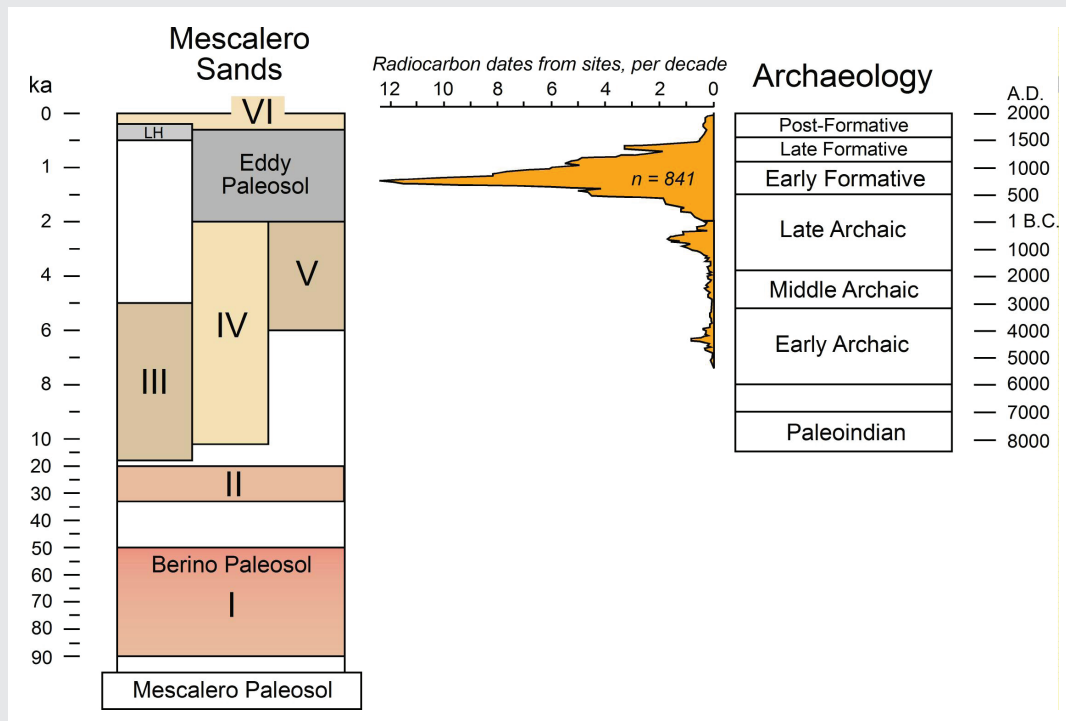 Mescalero
Sands
ka
0
1
2
4
6
8
10
20
30
40
50
60
70
80
90
VI
LH
Eddy
Paleosol
V
IV
III
II
Berino Paleosol
I
Mescalero Paleosol
Radiocarbon dates from sites, per decade
12 10 8 6 4 2 0
n = 841
Archaeology
Post-Formative
Late Formative
Early Formative
Late Archaic
Middle Archaic
Early Archaic
Paleoindian
A.D.
2000
1500
1000
500
1 B.C.
1000
2000
3000
4000
5000
6000
7000
8000